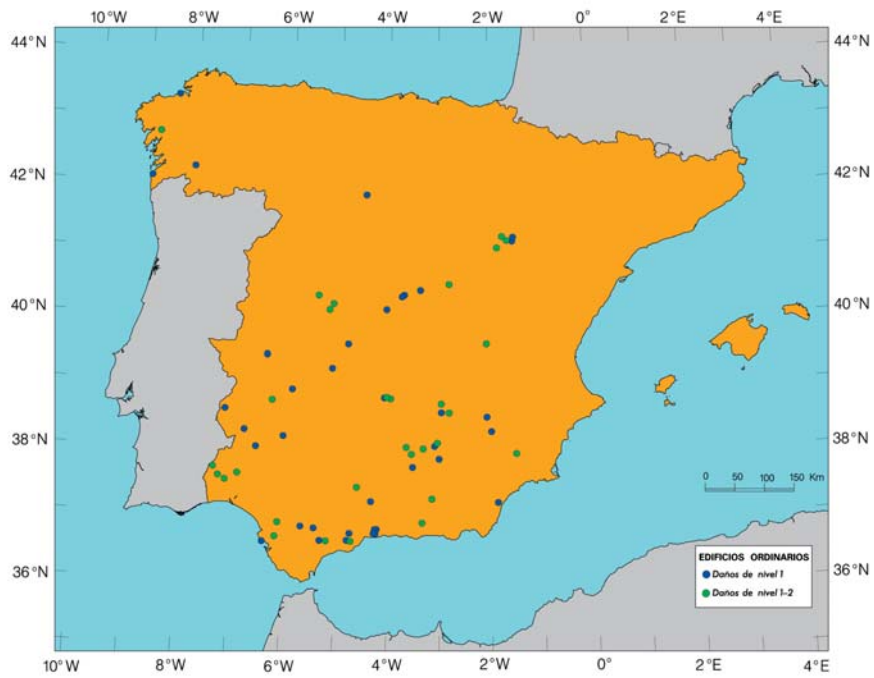 10°W 8°W 6°W 4°W 2°W 0° 2°E 4°E
44°N 44°N
42°N 42°N
40°N 40°N
38°N 38°N
0 50 100 150 Km
EDIFICIOS ORDINARIOS
Daños de nivel 1
Daños de nivel 1-2
36°N 36°N
10°W 8°W 6°W 4°W 2°W 0° 2°E 4°E